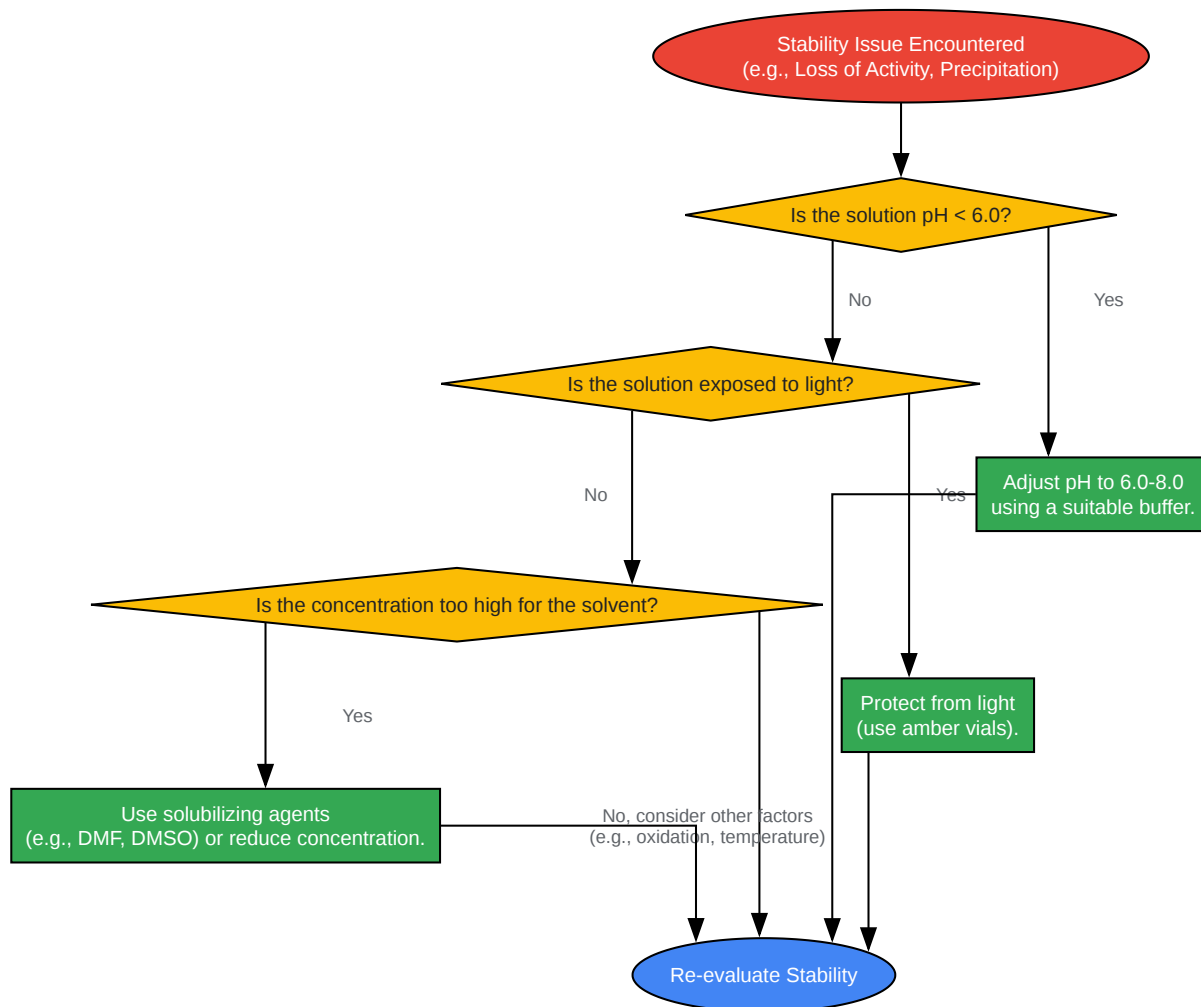 Stability Issue Encountered
(e.g., Loss of Activity, Precipitation)
Is the solution pH < 6.0?
No
Yes
Is the solution exposed to light?
No
Yes
Adjust pH to 6.0-8.0
using a suitable buffer.
Is the concentration too high for the solvent?
Yes
Protect from light
(use amber vials).
Use solubilizing agents
(e.g., DMF, DMSO) or reduce concentration.
No, consider other factors
(e.g., oxidation, temperature)
Re-evaluate Stability